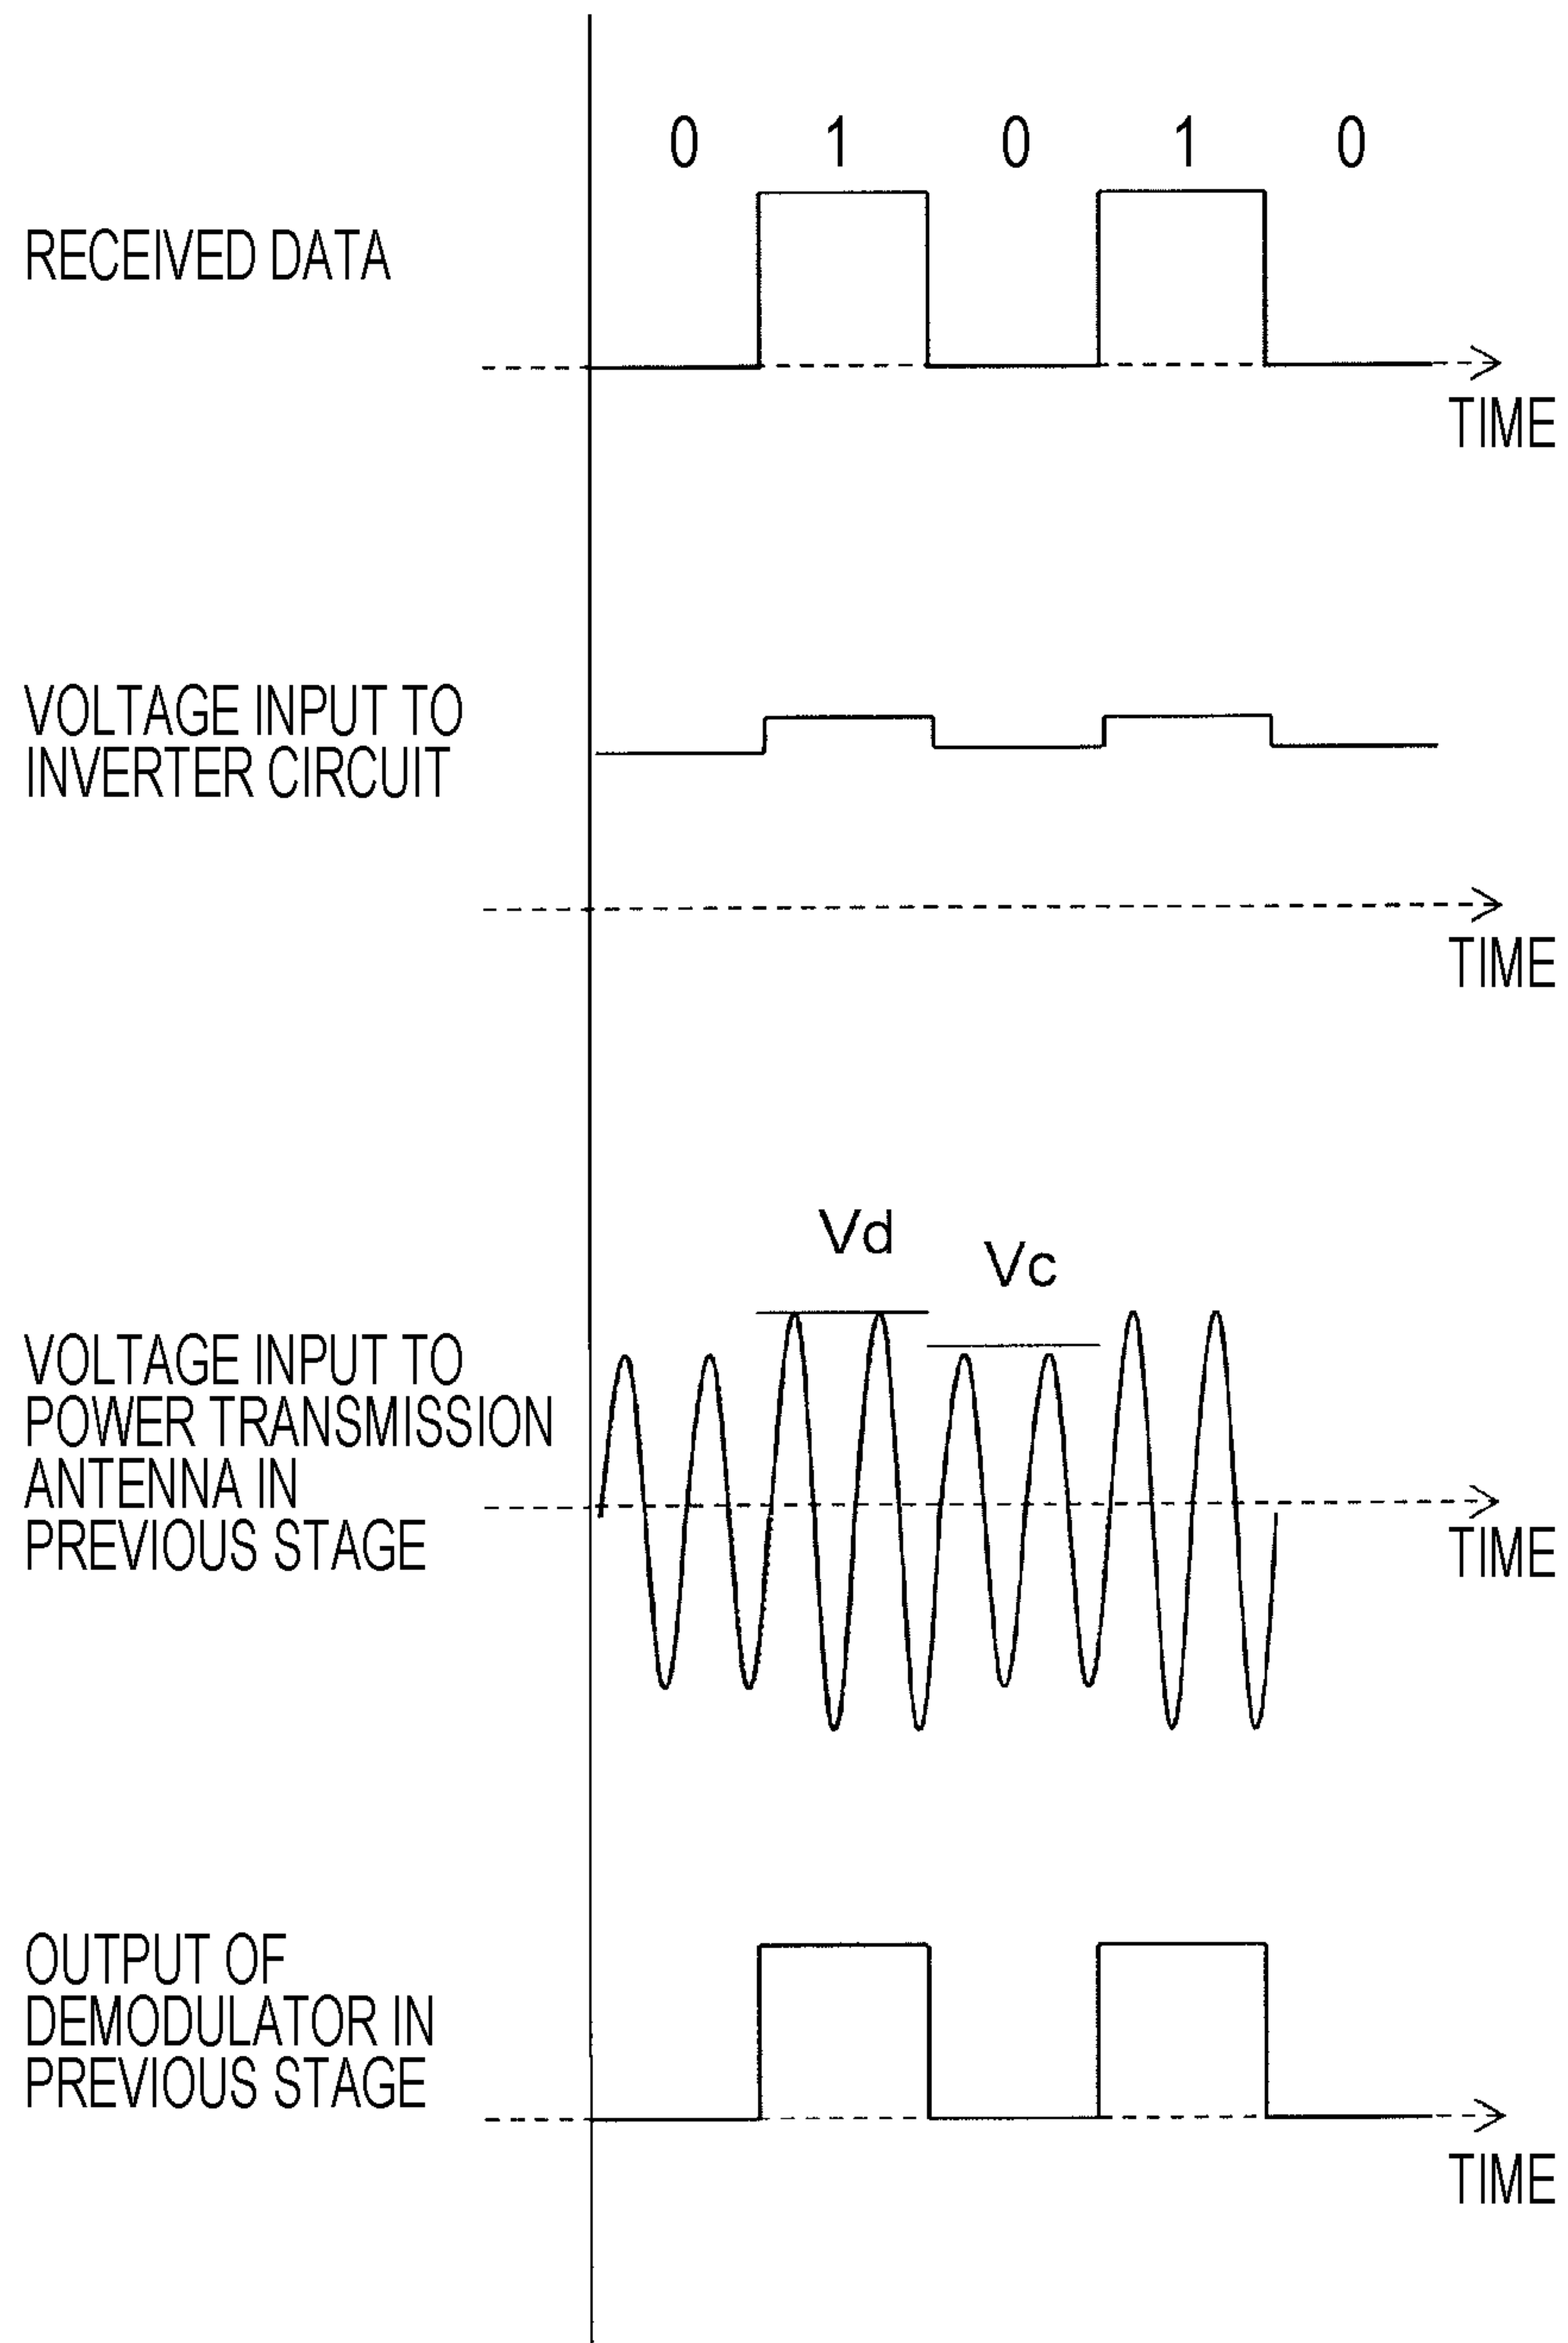 0 1 0 1 0
RECEIVED DATA
TIME
VOLTAGE INPUT TO
INVERTER CIRCUIT
TIME
Vd
Vc
VOLTAGE INPUT TO
POWER TRANSMISSION
ANTENNA IN
PREVIOUS STAGE
TIME
OUTPUT OF
DEMODULATOR IN
PREVIOUS STAGE
TIME